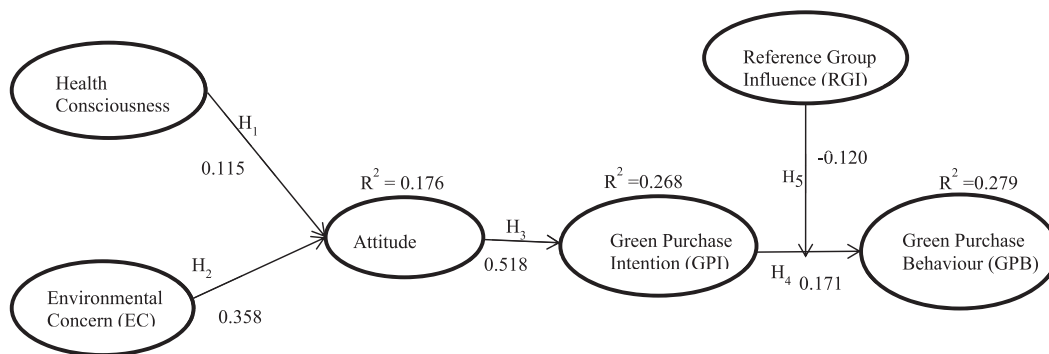 Health
Consciousness
H1
0.115
Environmental
Concern (EC)
H2
0.358
R2 = 0.176
Attitude
H3
0.518
R2 =0.268
Green Purchase
Intention (GPI)
Reference Group
Influence (RGI)
-0.120
H5
H4 0.171
R2 =0.279
Green Purchase
Behaviour (GPB)